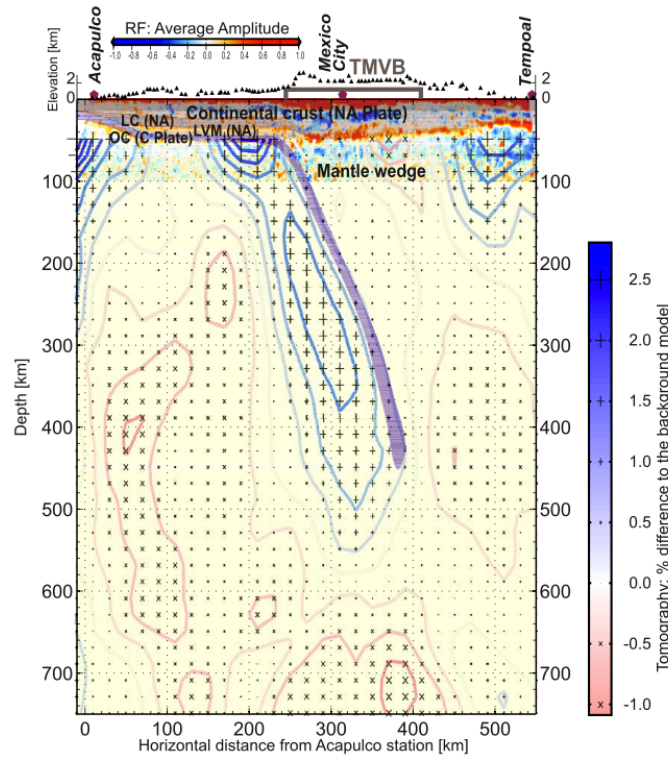 RF: Average Amplitude
-1.0 -0.8 -0.6 -0.4 -0.2 0.0 0.2 0.4 0.6 0.8 1.0
Elevation [km]
2
0
Acapulco
Mexico
City
TMVB
Tempoal
2
0
LC (NA)
Continental crust (NA Plate)
OC (C Plate)
LVM (NA)
Mantle wedge
Depth [km]
100
200
300
400
500
600
700
100
200
300
400
500
600
700
0 100 200 300 400 500
Horizontal distance from Acapulco station [km]
2.5
2.0
1.5
1.0
0.5
0.0
-0.5
-1.0
Tomography: % difference to the background model